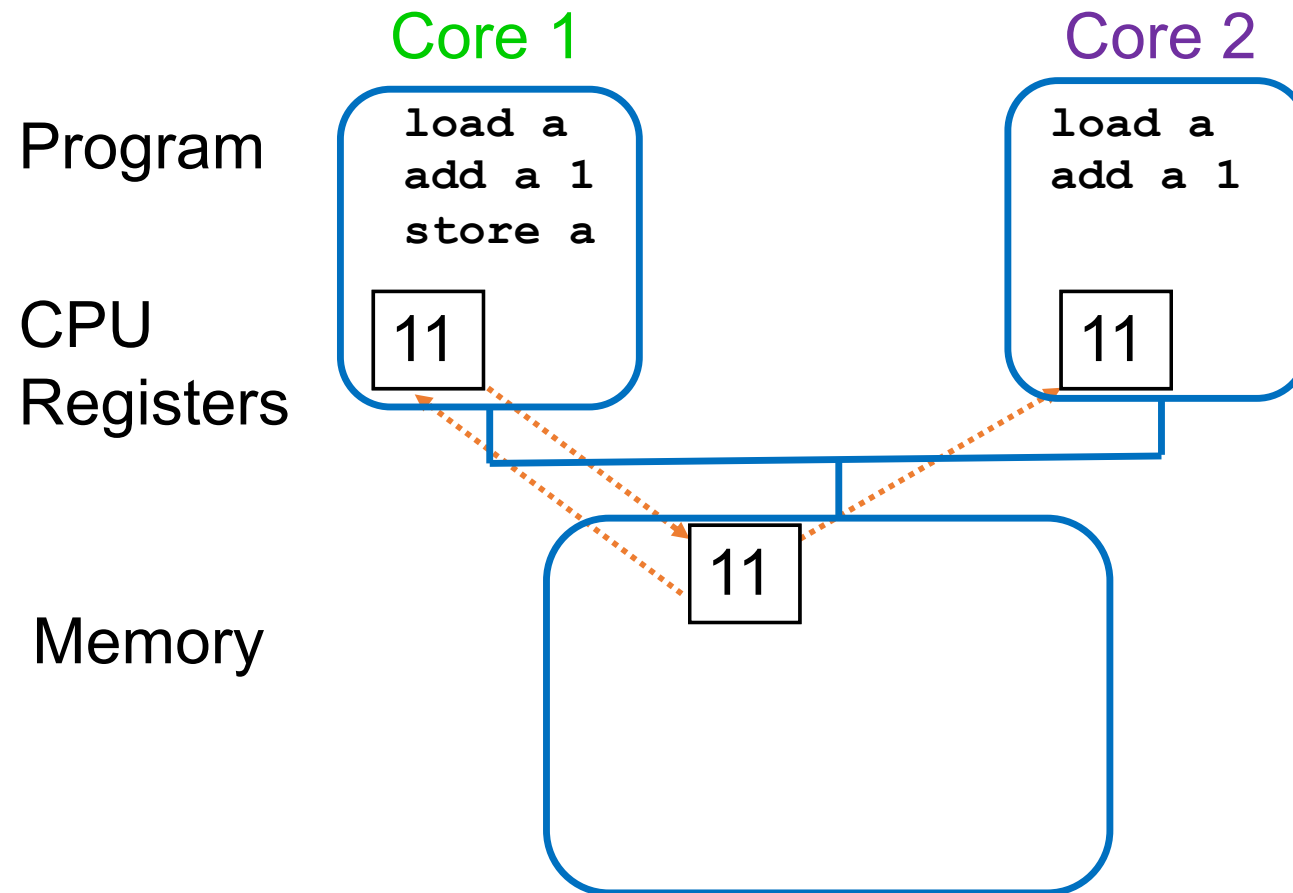 Core 1
Core 2
Program
load a
add a 1
store a
load a
add a 1
CPU
Registers
11
11
11
Memory